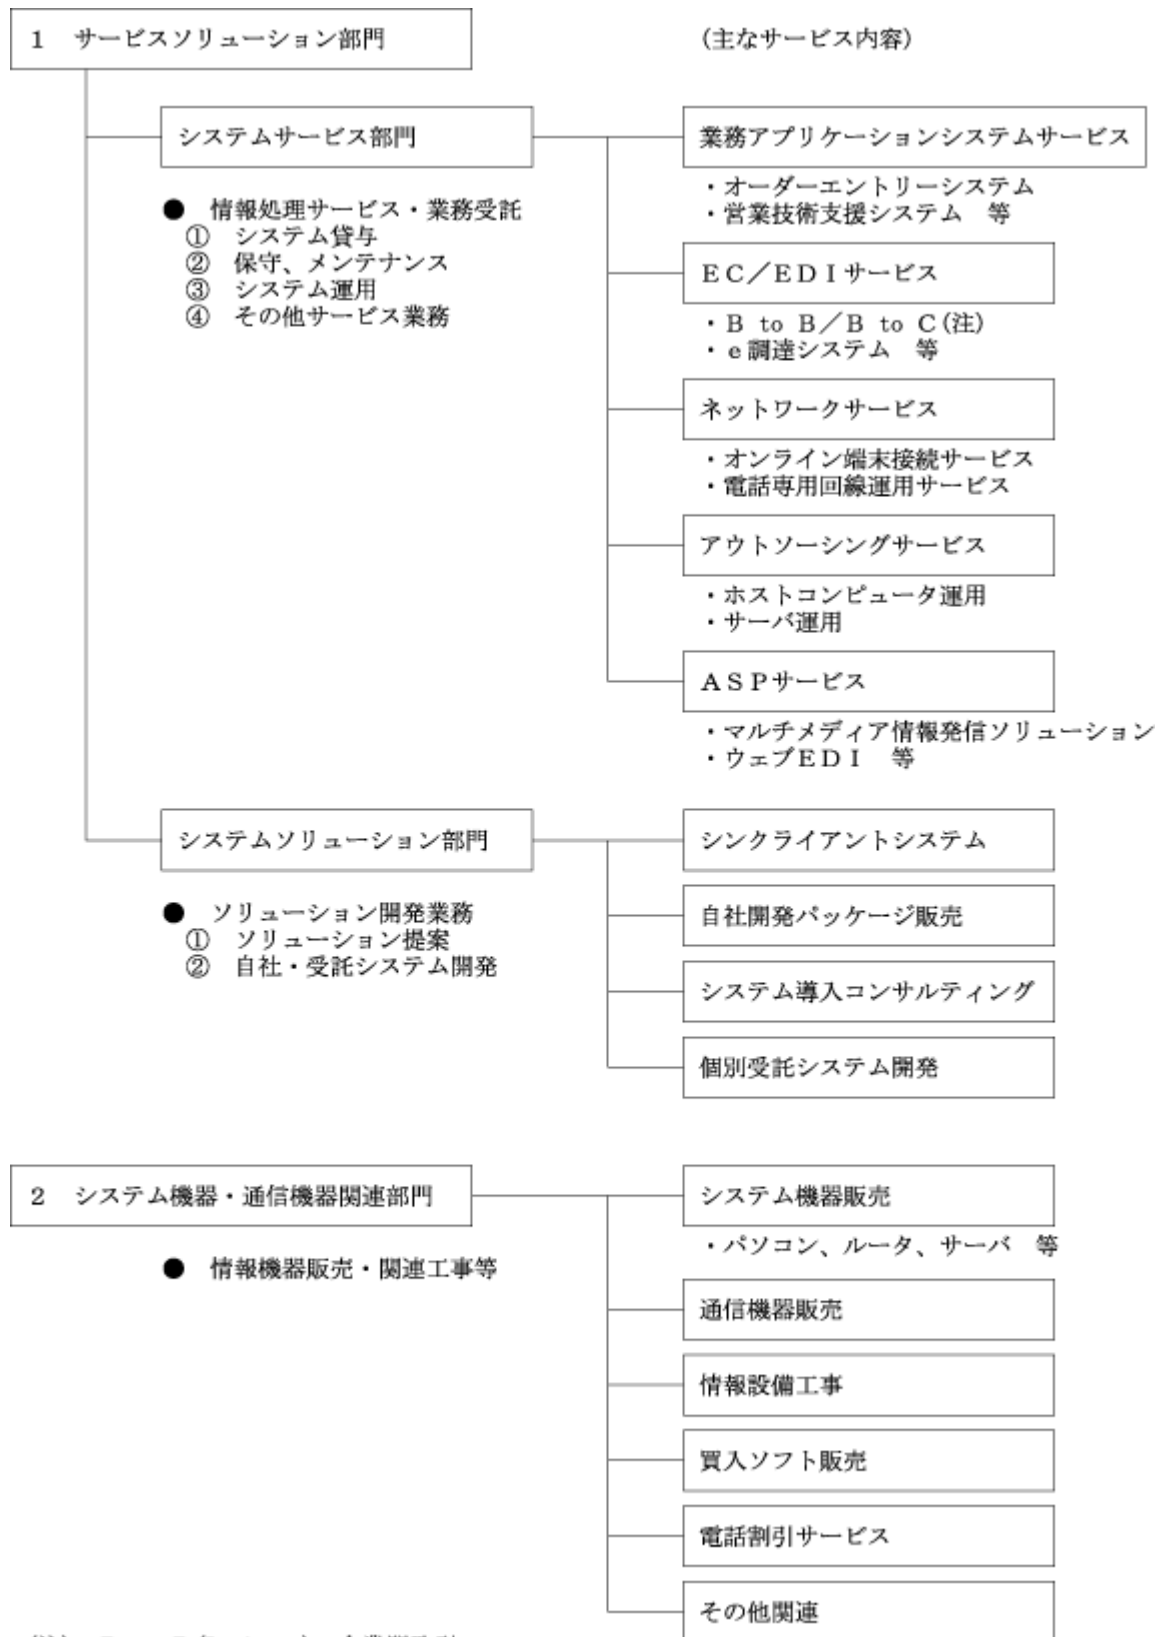 1 サービスソリューション部門
(主なサービス内容)
システムサービス部門
● 情報処理サービス・業務受託
① システム貸与
② 保守、メンテナンス
③ システム運用
④ その他サービス業務
業務アプリケーションシステムサービス
・オーダーエントリーシステム
・営業技術支援システム 等
EC/EDIサービス
・B to B/B to C(注)
・e調達システム 等
ネットワークサービス
・オンライン端末接続サービス
・電話専用回線運用サービス
アウトソーシングサービス
・ホストコンピュータ運用
・サーバ運用
ASPサービス
・マルチメディア情報発信ソリューション
・ウェブEDI 等
システムソリューション部門
● ソリューション開発業務
① ソリューション提案
② 自社・受託システム開発
シンクライアントシステム
自社開発パッケージ販売
システム導入コンサルティング
個別受託システム開発
2 システム機器・通信機器関連部門
● 情報機器販売・関連工事等
システム機器販売
・パソコン、ルータ、サーバ 等
通信機器販売
情報設備工事
買入ソフト販売
電話割引サービス
その他関連